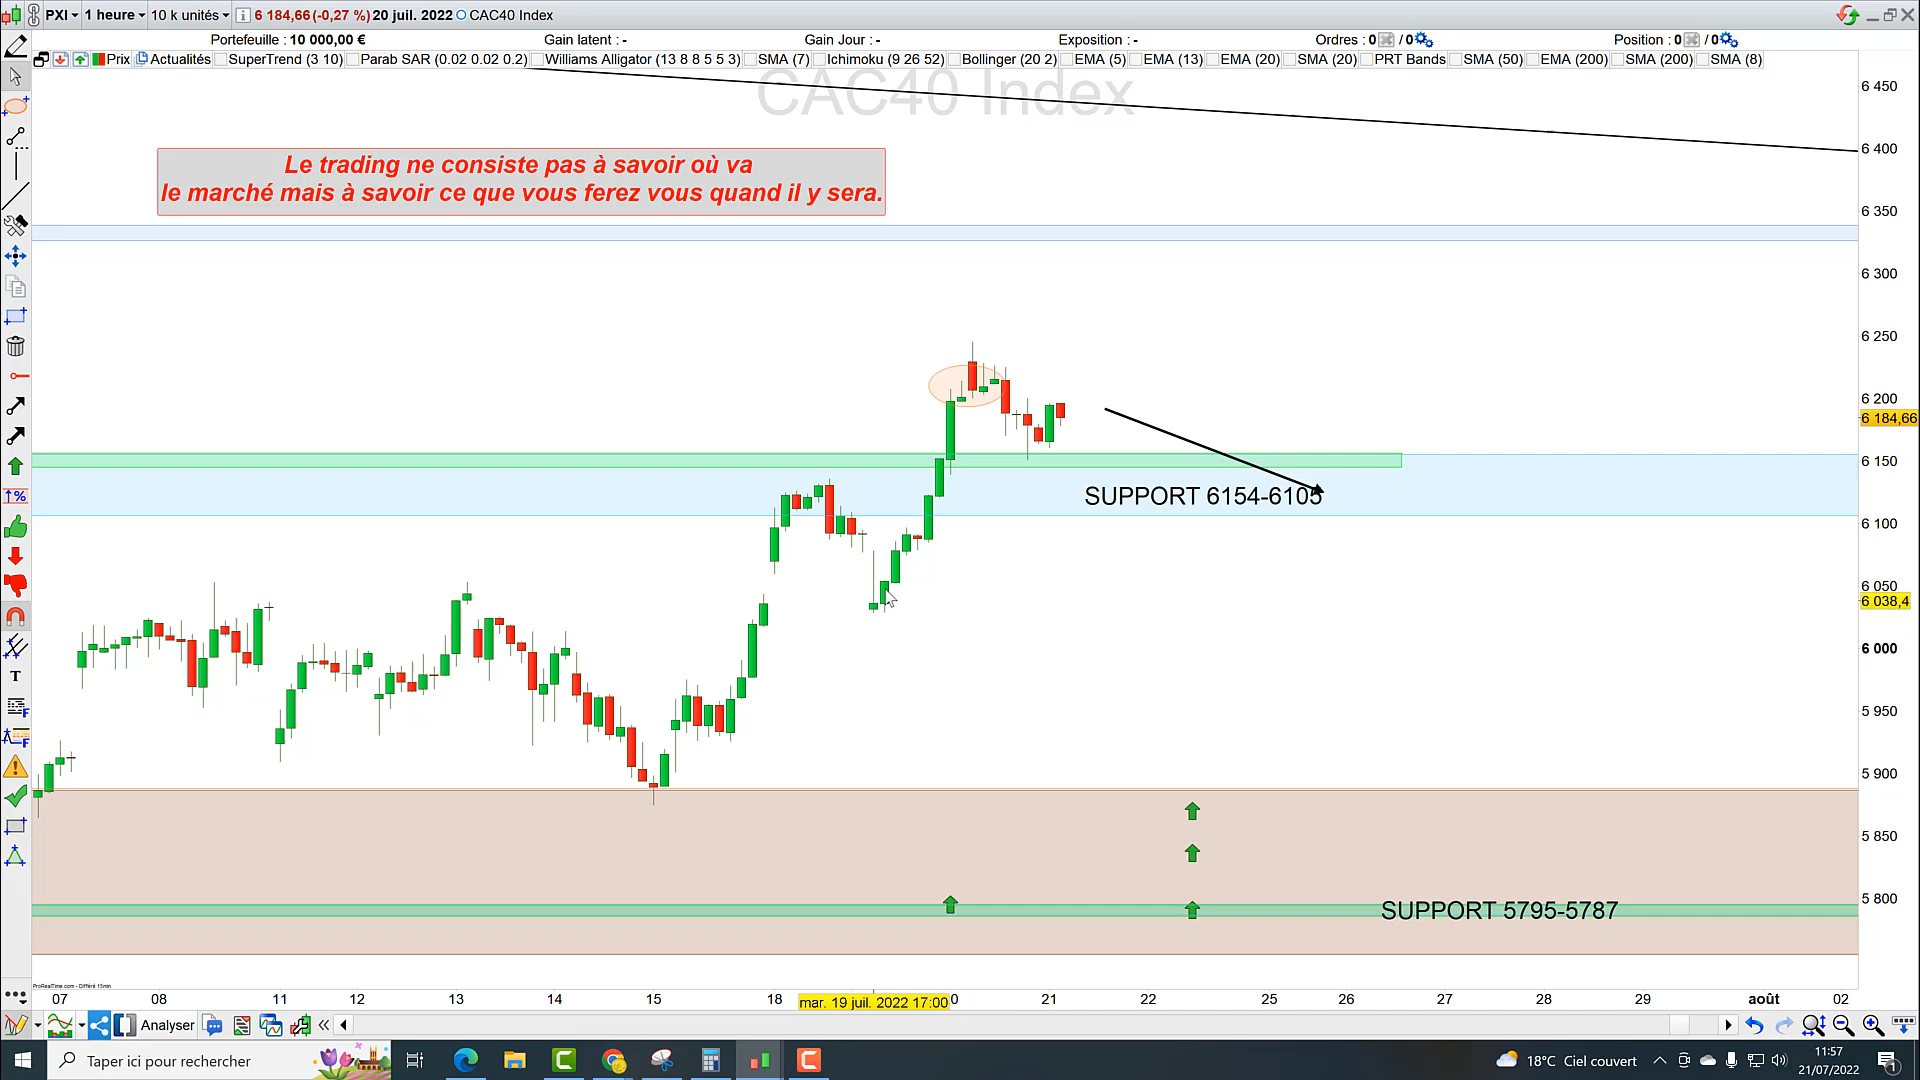 PXI 1 heure 10 k unités 6 184,66 (-0,27 %) 20 juil. 2022 CAC40 Index
Portefeuille : 10 000,00 € Gain latent : - Gain Jour : - Exposition : - Ordres : 0 / 0 Position : 0 / 0
Prix Actualités SuperTrend (3 10) Parab SAR (0.02 0.02 0.2) Williams Alligator (13 8 8 5 5 3) SMA (7) Ichimoku (9 26 52) Bollinger (20 2) EMA (5) EMA (13) EMA (20) SMA (20) PRT Bands SMA (50) EMA (200) SMA (200) SMA (8)
CAC40 Index
6 450
6 400
Le trading ne consiste pas à savoir où va
le marché mais à savoir ce que vous ferez vous quand il y sera.
6 350
6 300
6 250
6 200
6 184,66
6 150
SUPPORT 6154-6105
6 100
6 050
6 038,4
6 000
5 950
5 900
5 850
5 800
SUPPORT 5795-5787
ProRealTime.com - Différé 15min
07 08 11 12 13 14 15 18 mar. 19 juil. 2022 17:00 0 21 22 25 26 27 28 29 août 02
Analyser
Taper ici pour rechercher
18°C Ciel couvert
11:57
21/07/2022
1